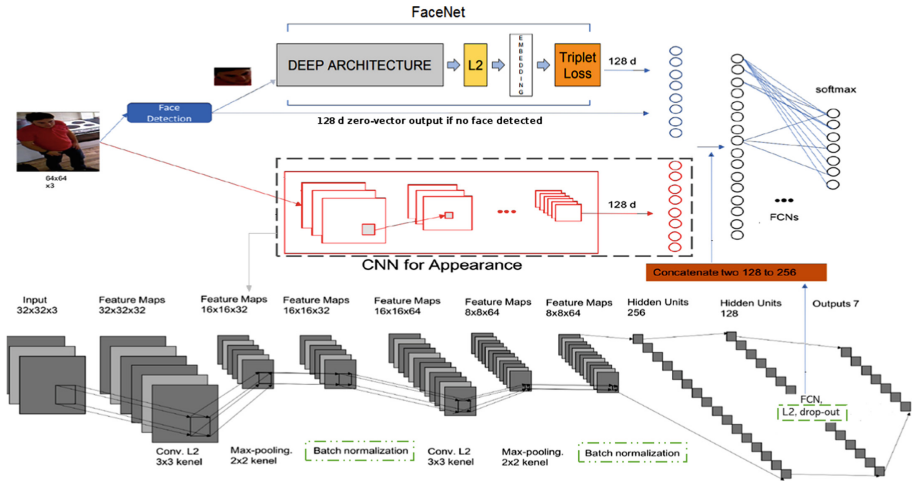 FaceNet
DEEP ARCHITECTURE
L2
EMBEDDING
Triplet
Loss
128 d
softmax
Face
Detection
128 d zero-vector output if no face detected
64x64
x3
128 d
FCNs
CNN for Appearance
Concatenate two 128 to 256
Input
32x32x3
Feature Maps
32x32x32
Feature Maps
16x16x32
Feature Maps
16x16x32
Feature Maps
16x16x64
Feature Maps
8x8x64
Feature Maps
8x8x64
Hidden Units
256
Hidden Units
128
Outputs 7
FCN,
L2, drop-out
Conv. L2
3x3 kenel
Max-pooling.
2x2 kenel
Batch normalization
Conv. L2
3x3 kenel
Max-pooling.
2x2 kenel
Batch normalization